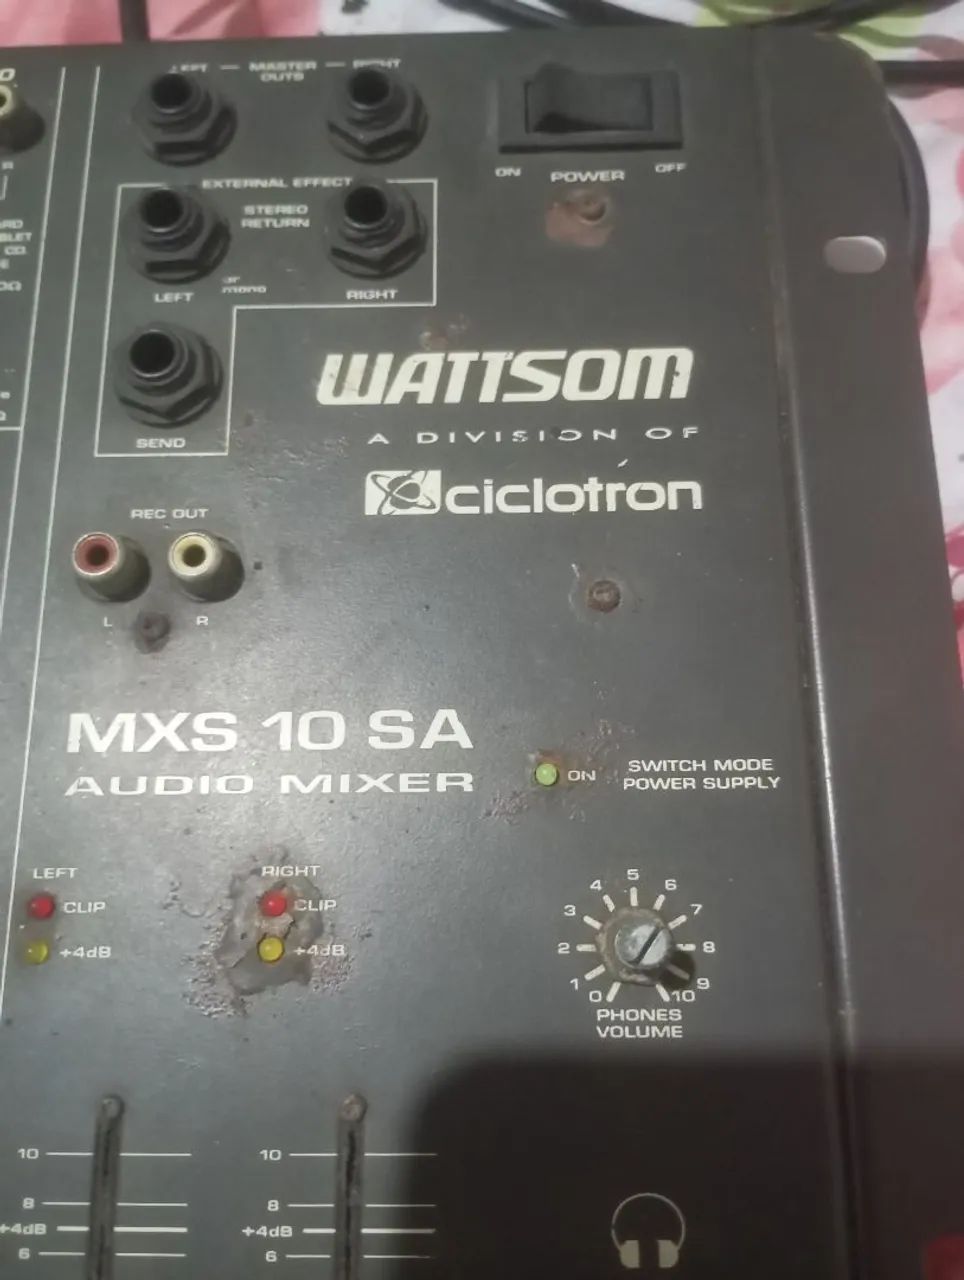 LEFT — MASTER — RIGHT
OUTS
ON POWER OFF
EXTERNAL EFFECT
STEREO
RETURN
LEFT
RIGHT
SEND
WATTSOM
A DIVISION OF
ciclotron
REC OUT
L R
MXS 10 SA
AUDIO MIXER
ON
SWITCH MODE
POWER SUPPLY
LEFT
CLIP
+4dB
RIGHT
CLIP
+4dB
0 1 2 3 4 5 6 7 8 9 10
PHONES
VOLUME
10 10
8 8
+4dB +4dB
6 6